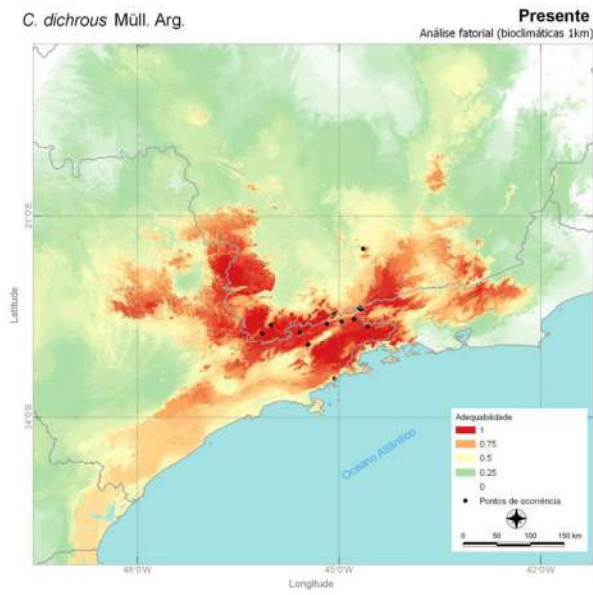 C. dichrous Müll. Arg.
Presente
Análise fatorial (bioclimáticas 1km)
21°0'S
Latitude
24°0'S
Oceano Atlântico
Adequabilidade
1
0.75
0.5
0.25
0
Pontos de ocorrência
0 50 100 150 km
48°0'W 45°0'W 42°0'W
Longitude